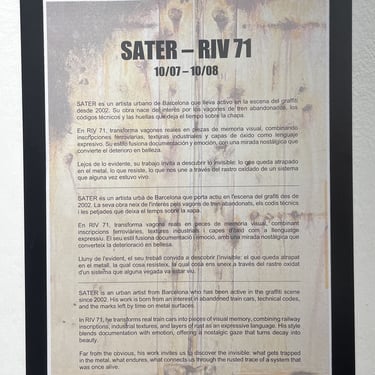 SATER – RIV 71
10/07 – 10/08
SATER es un artista urbano de Barcelona que lleva activo en la escena del graffiti
desde 2002. Su obra nace del interés por los vagones de tren abandonados, los
códigos técnicos y las huellas que deja el tiempo sobre la chapa.
En RIV 71, transforma vagones reales en piezas de memoria visual, combinando
inscripciones ferroviarias, texturas industriales y capas de óxido como lenguaje
expresivo. Su estilo fusiona documentación y emoción, con una mirada nostálgica que
convierte el deterioro en belleza.
Lejos de lo evidente, su trabajo invita a descubrir lo invisible: lo que queda atrapado
en el metal, lo que resiste, lo que nos une a través del rastro oxidado de un sistema
que alguna vez estuvo vivo.
SATER és un artista urbà de Barcelona que porta actiu en l'escena del graffiti des de
2002. La seva obra neix de l'interès pels vagons de tren abandonats, els codis tècnics
i les petjades que deixa el temps sobre la xapa.
En RIV 71, transforma vagons reals en peces de memòria visual, combinant
inscripcions ferroviàries, textures industrials i capes d'òxid com a llenguatge
expressiu. El seu estil fusiona documentació i emoció, amb una mirada nostàlgica que
converteix la deterioració en bellesa.
Lluny de l'evident, el seu treball convida a descobrir l'invisible: el que queda atrapat
en el metall, el que cosa resisteix, la qual cosa ens uneix a través del rastre oxidat
d'un sistema que alguna vegada va estar viu.
SATER is an urban artist from Barcelona who has been active in the graffiti scene
since 2002. His work is born from an interest in abandoned train cars, technical codes,
and the marks left by time on metal surfaces.
In RIV 71, he transforms real train cars into pieces of visual memory, combining railway
inscriptions, industrial textures, and layers of rust as an expressive language. His style
blends documentation with emotion, offering a nostalgic gaze that turns decay into
beauty.
Far from the obvious, his work invites us to discover the invisible: what gets trapped
in the metal, what endures, what connects us through the rusted trace of a system that
was once alive.